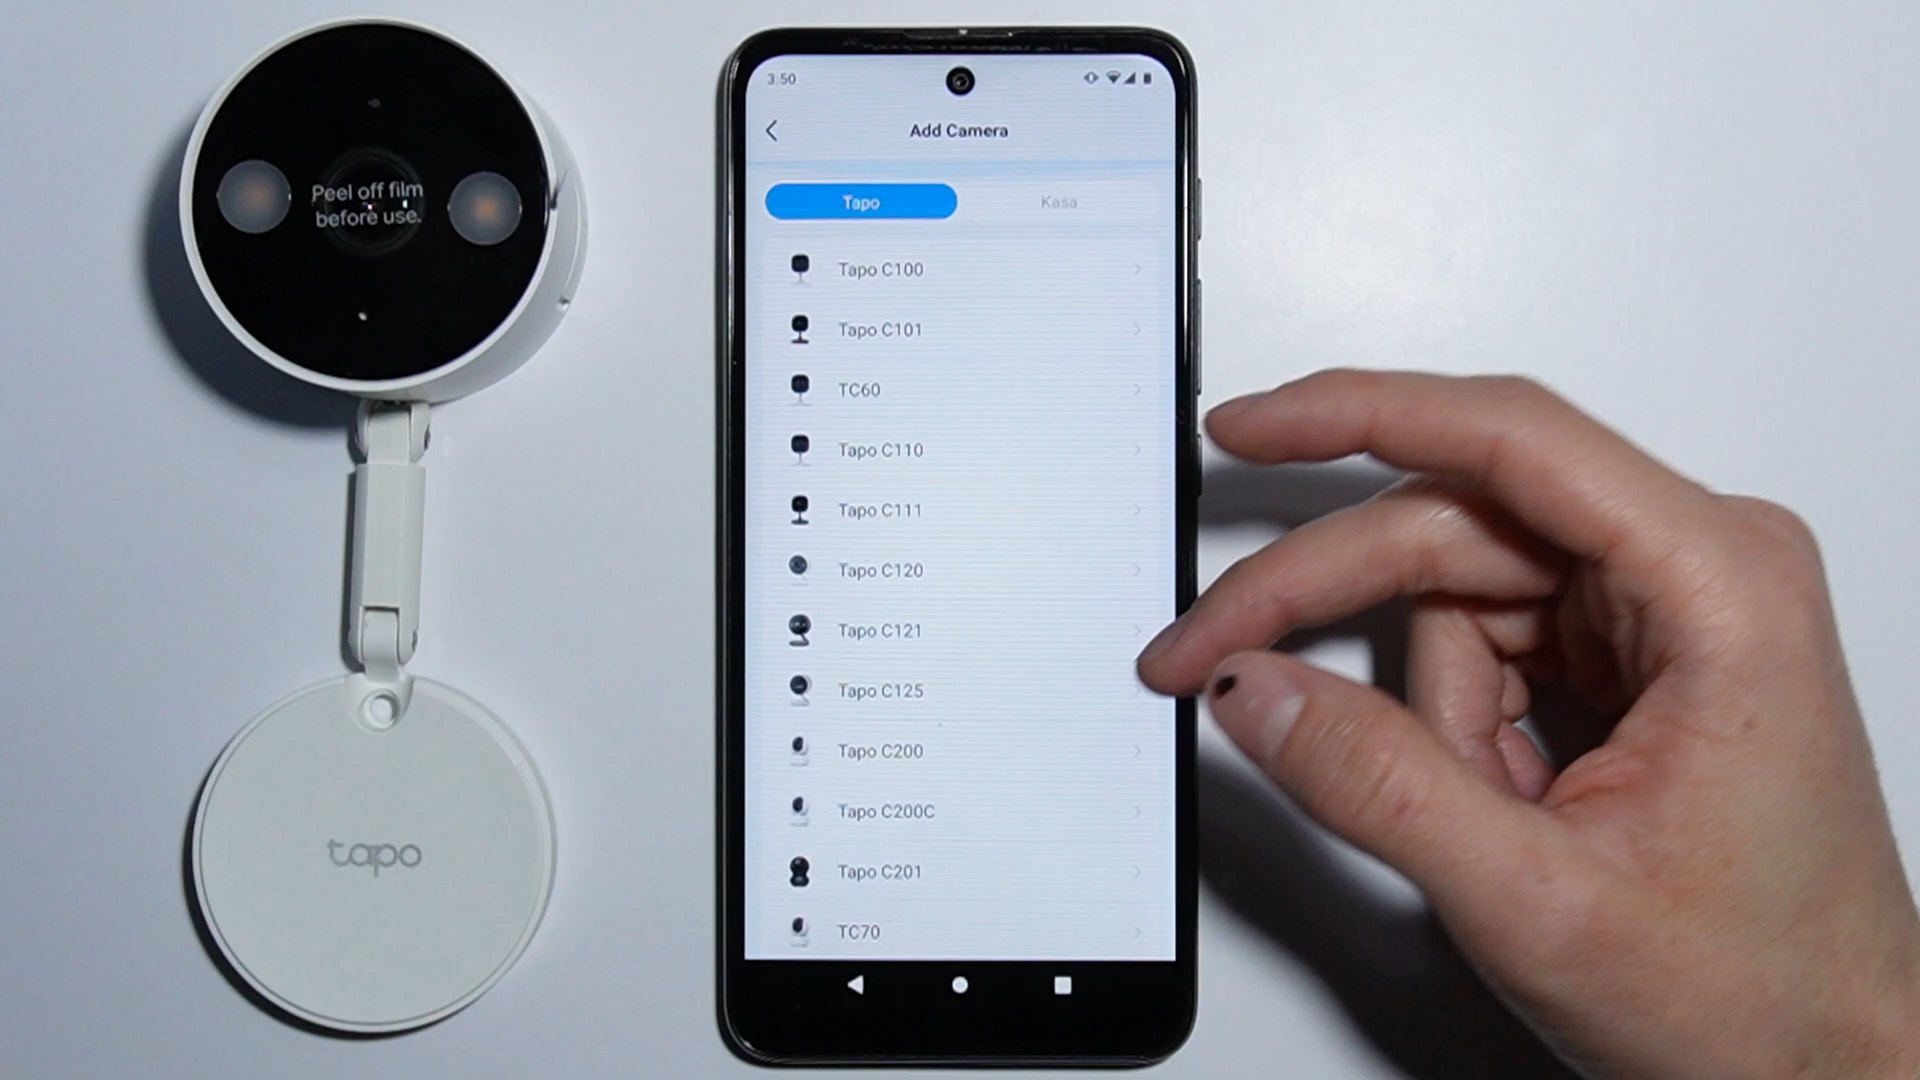 Peel off film
before use.
tapo
3:50
Add Camera
Tapo
Kasa
Tapo C100
Tapo C101
TC60
Tapo C110
Tapo C111
Tapo C120
Tapo C121
Tapo C125
Tapo C200
Tapo C200C
Tapo C201
TC70